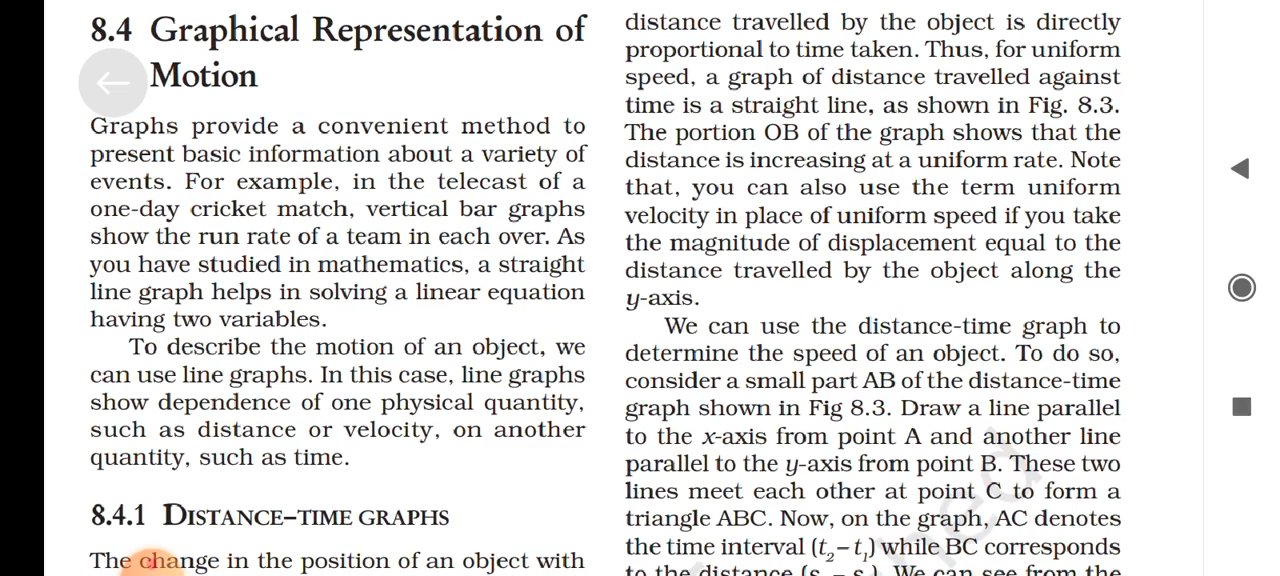 8.4 Graphical Representation of
Motion
Graphs provide a convenient method to
present basic information about a variety of
events. For example, in the telecast of a
one-day cricket match, vertical bar graphs
show the run rate of a team in each over. As
you have studied in mathematics, a straight
line graph helps in solving a linear equation
having two variables.
To describe the motion of an object, we
can use line graphs. In this case, line graphs
show dependence of one physical quantity,
such as distance or velocity, on another
quantity, such as time.
8.4.1 DISTANCE–TIME GRAPHS
The change in the position of an object with
distance travelled by the object is directly
proportional to time taken. Thus, for uniform
speed, a graph of distance travelled against
time is a straight line, as shown in Fig. 8.3.
The portion OB of the graph shows that the
distance is increasing at a uniform rate. Note
that, you can also use the term uniform
velocity in place of uniform speed if you take
the magnitude of displacement equal to the
distance travelled by the object along the
y-axis.
We can use the distance-time graph to
determine the speed of an object. To do so,
consider a small part AB of the distance-time
graph shown in Fig 8.3. Draw a line parallel
to the x-axis from point A and another line
parallel to the y-axis from point B. These two
lines meet each other at point C to form a
triangle ABC. Now, on the graph, AC denotes
the time interval (t₂ – t₁) while BC corresponds
to the distance (s – s ). We can see from the